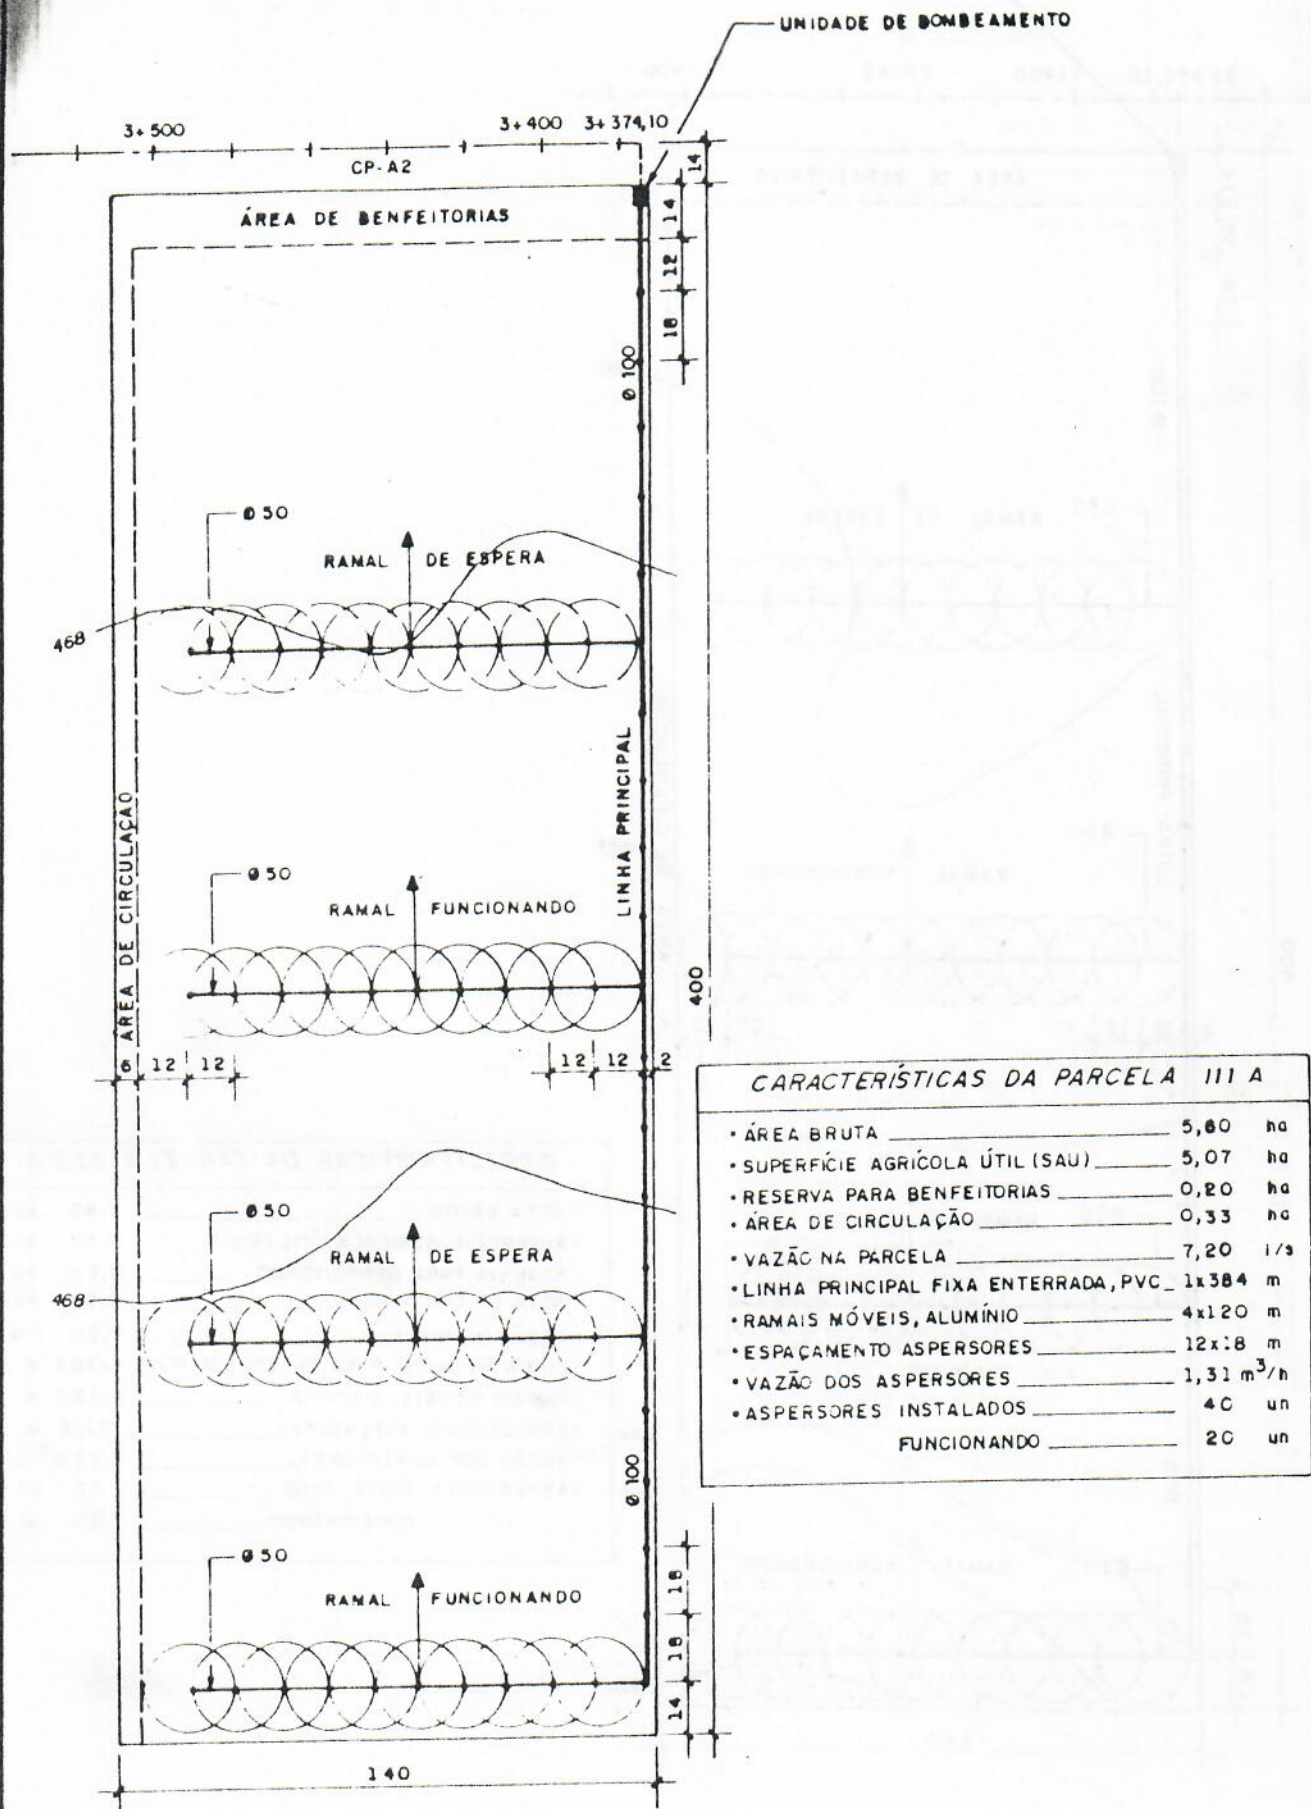 UNIDADE DE BOMBEAMENTO
3+500
3+400
3+374,10
CP-A2
14
ÁREA DE BENFEITORIAS
14
12
18
Ø 100
Ø 50
RAMAL DE ESPERA
468
LINHA PRINCIPAL
ÁREA DE CIRCULAÇAO
Ø 50
RAMAL FUNCIONANDO
400
6
12
12
12
12
2
CARACTERÍSTICAS DA PARCELA III A
• ÁREA BRUTA 5,60 ha
• SUPERFÍCIE AGRÍCOLA ÚTIL (SAU) 5,07 ha
• RESERVA PARA BENFEITORIAS 0,20 ha
• ÁREA DE CIRCULAÇÃO 0,33 ha
• VAZÃO NA PARCELA 7,20 l/s
• LINHA PRINCIPAL FIXA ENTERRADA, PVC 1x384 m
• RAMAIS MÓVEIS, ALUMÍNIO 4x120 m
• ESPAÇAMENTO ASPERSORES 12x18 m
• VAZÃO DOS ASPERSORES 1,31 m³/h
• ASPERSORES INSTALADOS 40 un
FUNCIONANDO 20 un
Ø 50
RAMAL DE ESPERA
468
Ø 100
Ø 50
RAMAL FUNCIONANDO
18
18
14
140